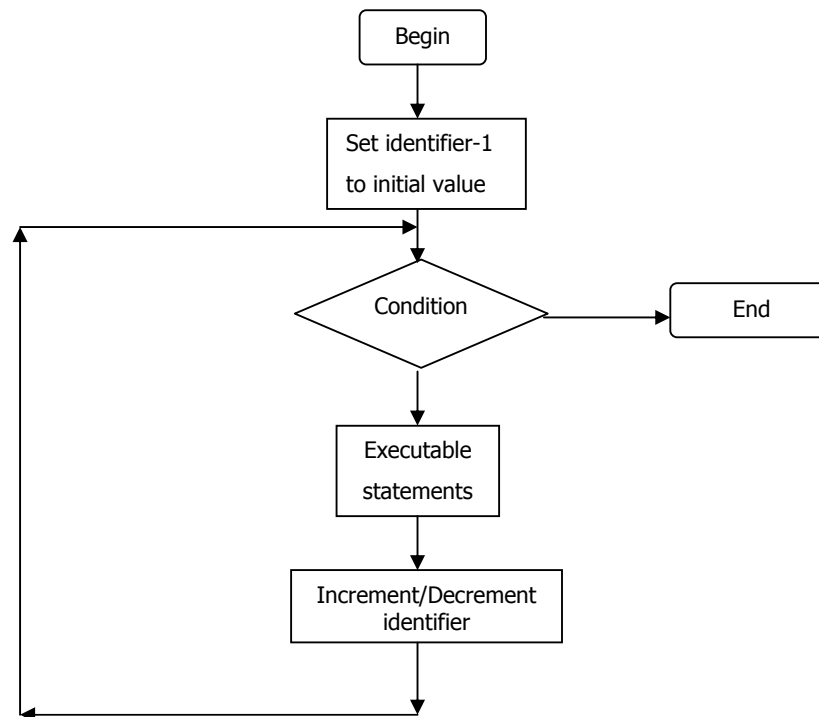 Begin
Set identifier-1
to initial value
Condition
End
Executable
statements
Increment/Decrement
identifier